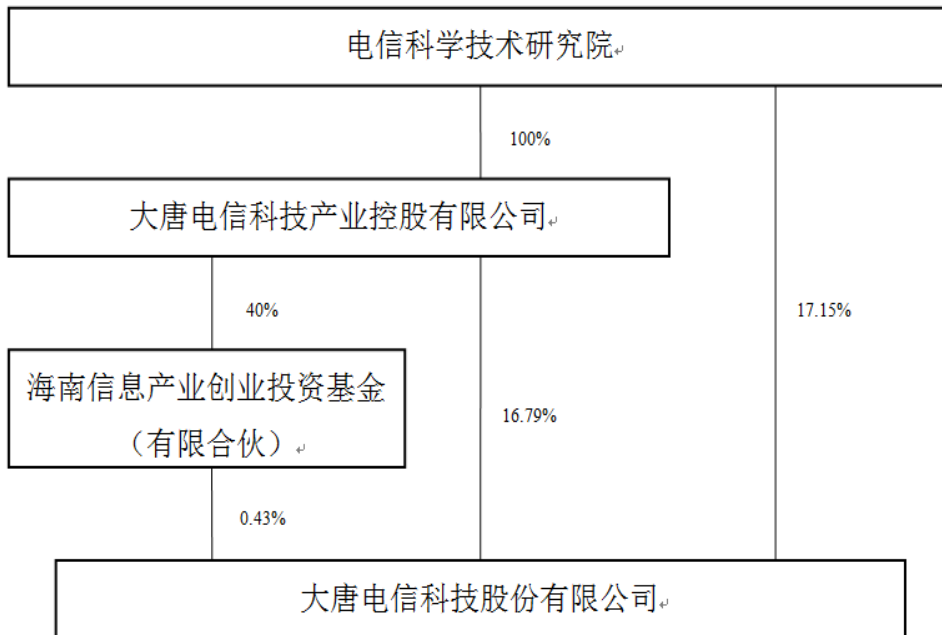 电信科学技术研究院
100%
大唐电信科技产业控股有限公司
40%
17.15%
海南信息产业创业投资基金
（有限合伙）
16.79%
0.43%
大唐电信科技股份有限公司